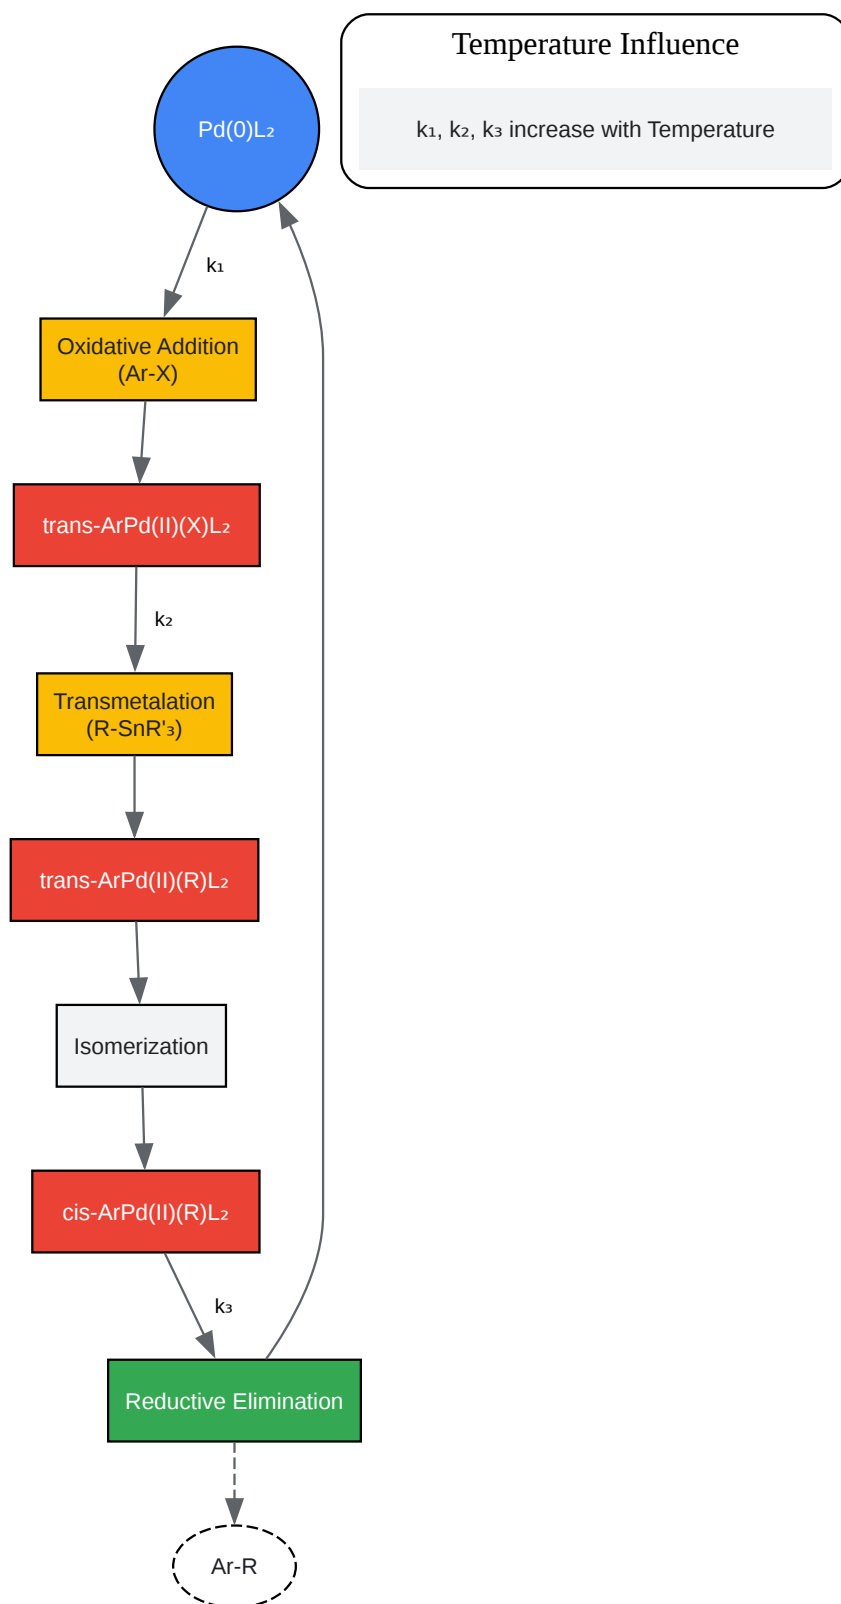 Temperature Influence
Pd(0)L₂
k₁, k₂, k₃ increase with Temperature
k₁
Oxidative Addition
(Ar-X)
trans-ArPd(II)(X)L₂
k₂
Transmetalation
(R-SnR'₃)
trans-ArPd(II)(R)L₂
Isomerization
cis-ArPd(II)(R)L₂
k₃
Reductive Elimination
Ar-R